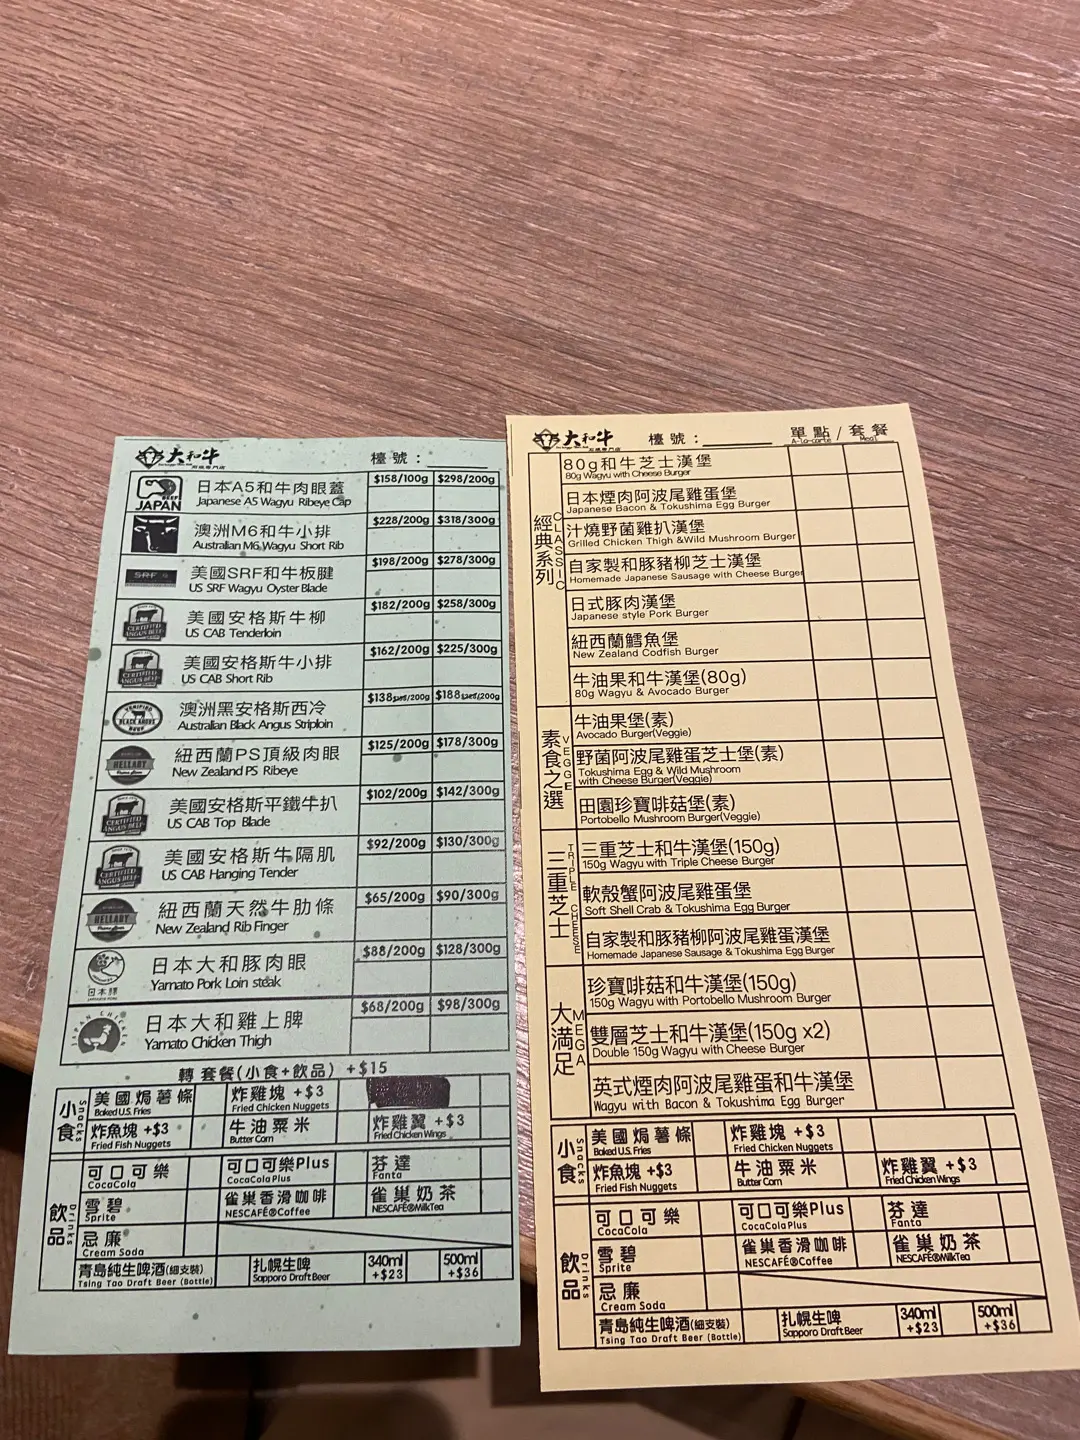 大和牛
檯號：
JAPAN
日本A5和牛肉眼蓋
Japanese A5 Wagyu Ribeye Cap
$158/100g $298/200g
澳洲M6和牛小排
Australian M6 Wagyu Short Rib
$228/200g $318/300g
SRF
美國SRF和牛板腱
US SRF Wagyu Oyster Blade
$198/200g $278/300g
CERTIFIED ANGUS BEEF
美國安格斯牛柳
US CAB Tenderloin
$182/200g $258/300g
CERTIFIED ANGUS BEEF
美國安格斯牛小排
US CAB Short Rib
$162/200g $225/300g
BLACK ANGUS
澳洲黑安格斯西冷
Australian Black Angus Striploin
$138 /200g $188 /200g
HELLABY
紐西蘭PS頂級肉眼
New Zealand PS Ribeye
$125/200g $178/300g
CERTIFIED ANGUS BEEF
美國安格斯平鐵牛扒
US CAB Top Blade
$102/200g $142/300g
CERTIFIED ANGUS BEEF
美國安格斯牛隔肌
US CAB Hanging Tender
$92/200g $130/300g
HELLABY
紐西蘭天然牛肋條
New Zealand Rib Finger
$65/200g $90/300g
日本豚
日本大和豚肉眼
Yamato Pork Loin steak
$88/200g $128/300g
JAPAN CHICKEN
日本大和雞上脾
Yamato Chicken Thigh
$68/200g $98/300g
轉 套餐(小食+飲品) +$15
小食 Snacks
美國焗薯條
Baked U.S. Fries
炸雞塊 +$3
Fried Chicken Nuggets
炸魚塊 +$3
Fried Fish Nuggets
牛油粟米
Butter Corn
炸雞翼 +$3
Fried Chicken Wings
飲品 Drinks
可口可樂
CocaCola
可口可樂Plus
CocaCola Plus
芬達
Fanta
雪碧
Sprite
雀巢香滑咖啡
NESCAFÉ®Coffee
雀巢奶茶
NESCAFÉ®MilkTea
忌廉
Cream Soda
青島純生啤酒(細支裝)
Tsing Tao Draft Beer (Bottle)
扎幌生啤
Sapporo Draft Beer
340ml
+$23
500ml
+$36
大和牛
檯號：
單點 / 套餐
A-la-carte Meal
經典系列 CLASSIC
80g和牛芝士漢堡
80g Wagyu with Cheese Burger
日本煙肉阿波尾雞蛋堡
Japanese Bacon & Tokushima Egg Burger
汁燒野菌雞扒漢堡
Grilled Chicken Thigh &Wild Mushroom Burger
自家製和豚豬柳芝士漢堡
Homemade Japanese Sausage with Cheese Burger
日式豚肉漢堡
Japanese style Pork Burger
紐西蘭鱈魚堡
New Zealand Codfish Burger
牛油果和牛漢堡(80g)
80g Wagyu & Avocado Burger
素食之選 VEGGIE
牛油果堡(素)
Avocado Burger(Veggie)
野菌阿波尾雞蛋芝士堡(素)
Tokushima Egg & Wild Mushroom
with Cheese Burger(Veggie)
田園珍寶啡菇堡(素)
Portobello Mushroom Burger(Veggie)
三重芝士 TRIPLE CHEESE
三重芝士和牛漢堡(150g)
150g Wagyu with Triple Cheese Burger
軟殼蟹阿波尾雞蛋堡
Soft Shell Crab & Tokushima Egg Burger
自家製和豚豬柳阿波尾雞蛋漢堡
Homemade Japanese Sausage & Tokushima Egg Burger
大滿足 MEGA
珍寶啡菇和牛漢堡(150g)
150g Wagyu with Portobello Mushroom Burger
雙層芝士和牛漢堡(150g x2)
Double 150g Wagyu with Cheese Burger
英式煙肉阿波尾雞蛋和牛漢堡
Wagyu with Bacon & Tokushima Egg Burger
小食 Snacks
美國焗薯條
Baked U.S. Fries
炸雞塊 +$3
Fried Chicken Nuggets
炸魚塊 +$3
Fried Fish Nuggets
牛油粟米
Butter Corn
炸雞翼 +$3
Fried Chicken Wings
飲品 Drinks
可口可樂
CocaCola
可口可樂Plus
CocaCola Plus
芬達
Fanta
雪碧
Sprite
雀巢香滑咖啡
NESCAFÉ®Coffee
雀巢奶茶
NESCAFÉ®MilkTea
忌廉
Cream Soda
青島純生啤酒(細支裝)
Tsing Tao Draft Beer (Bottle)
扎幌生啤
Sapporo Draft Beer
340ml
+$23
500ml
+$36